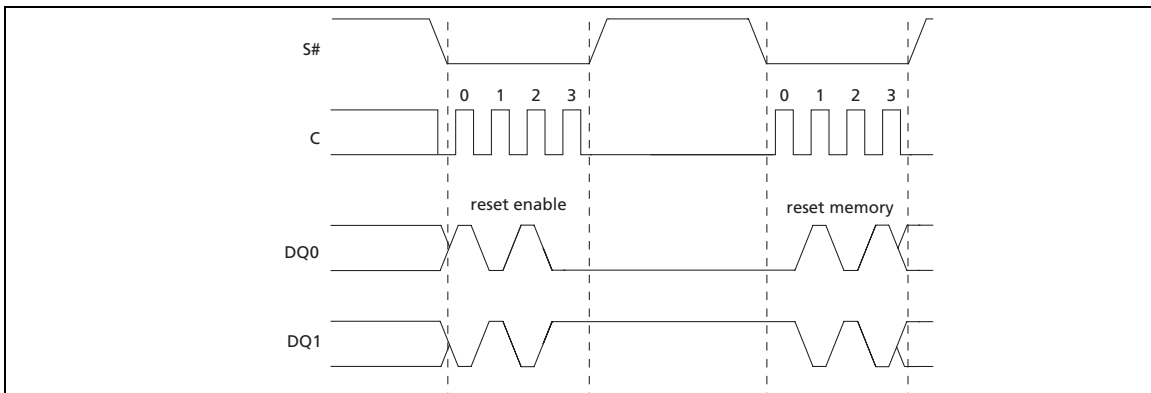 S#
0 1 2 3 0 1 2 3
C
reset enable reset memory
DQ0
DQ1